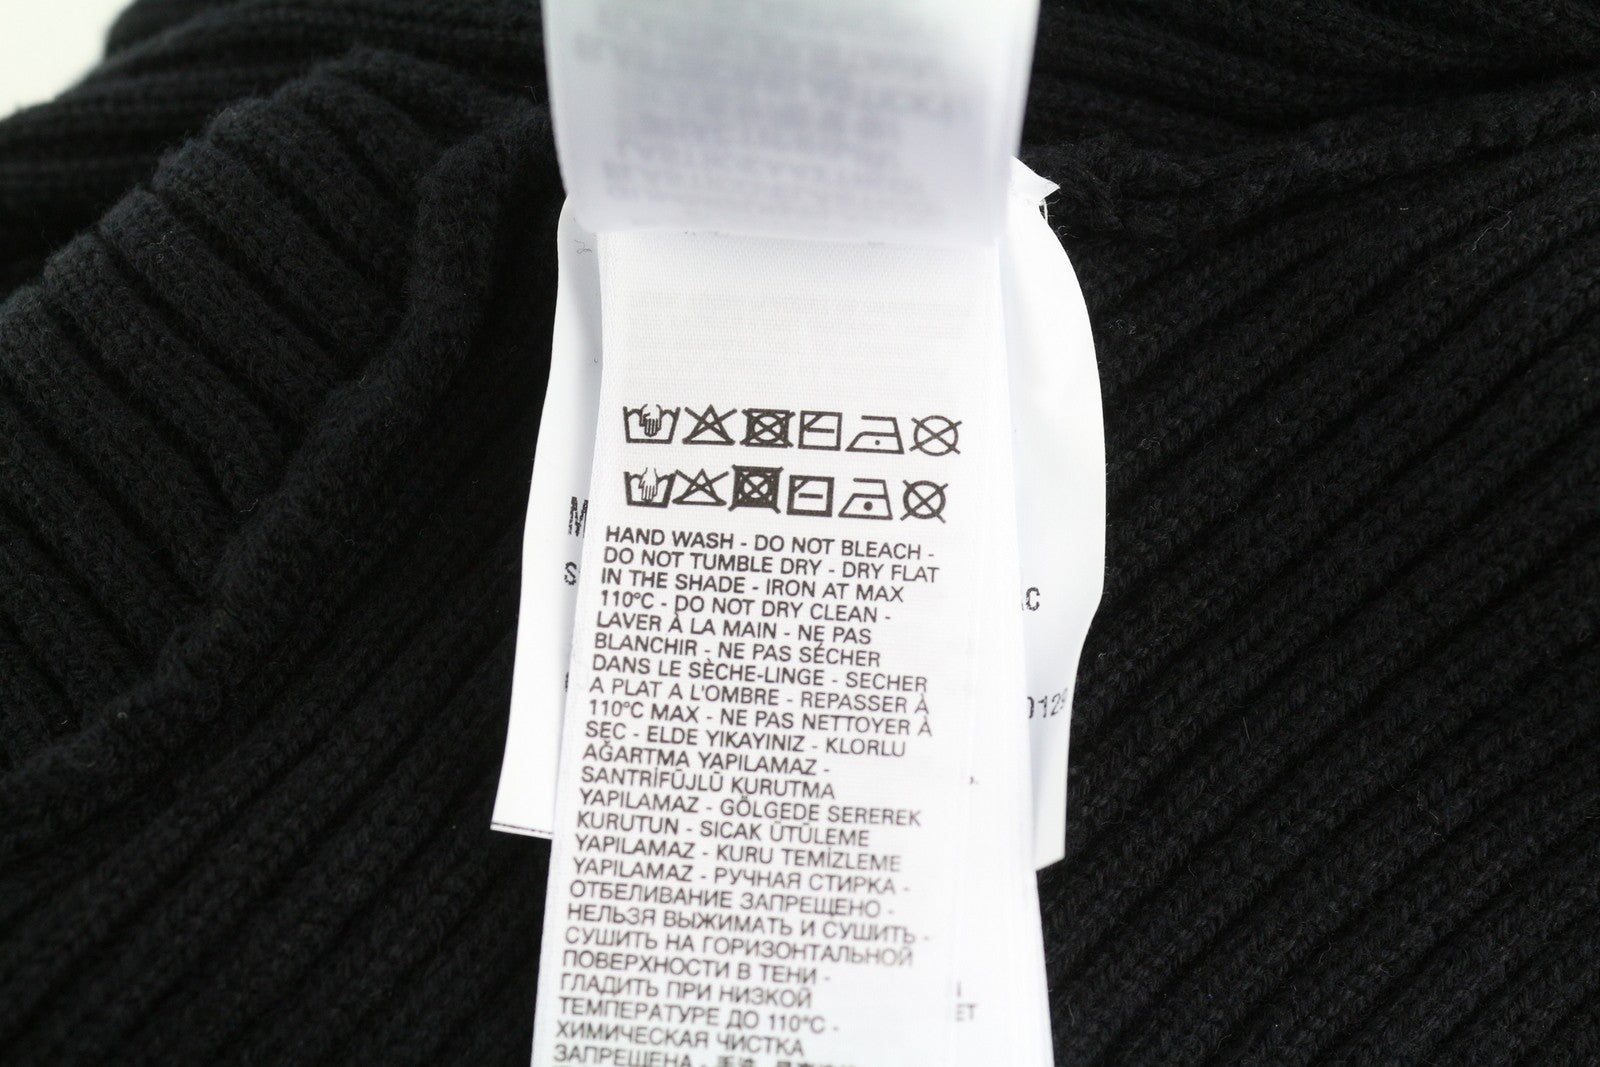 HAND WASH - DO NOT BLEACH -
DO NOT TUMBLE DRY - DRY FLAT
IN THE SHADE - IRON AT MAX
110°C - DO NOT DRY CLEAN -
LAVER À LA MAIN - NE PAS
BLANCHIR - NE PAS SÉCHER
DANS LE SÈCHE-LINGE - SECHER
A PLAT A L'OMBRE - REPASSER À
110°C MAX - NE PAS NETTOYER À
SEC - ELDE YIKAYINIZ - KLORLU
AĞARTMA YAPILAMAZ -
SANTRİFÜJLÜ KURUTMA
YAPILAMAZ - GÖLGEDE SEREREK
KURUTUN - SICAK ÜTÜLEME
YAPILAMAZ - KURU TEMİZLEME
YAPILAMAZ - РУЧНАЯ СТИРКА -
ОТБЕЛИВАНИЕ ЗАПРЕЩЕНО -
НЕЛЬЗЯ ВЫЖИМАТЬ И СУШИТЬ -
СУШИТЬ НА ГОРИЗОНТАЛЬНОЙ
ПОВЕРХНОСТИ В ТЕНИ -
ГЛАДИТЬ ПРИ НИЗКОЙ
ТЕМПЕРАТУРЕ ДО 110°C -
ХИМИЧЕСКАЯ ЧИСТКА
ЗАПРЕЩЕНА -